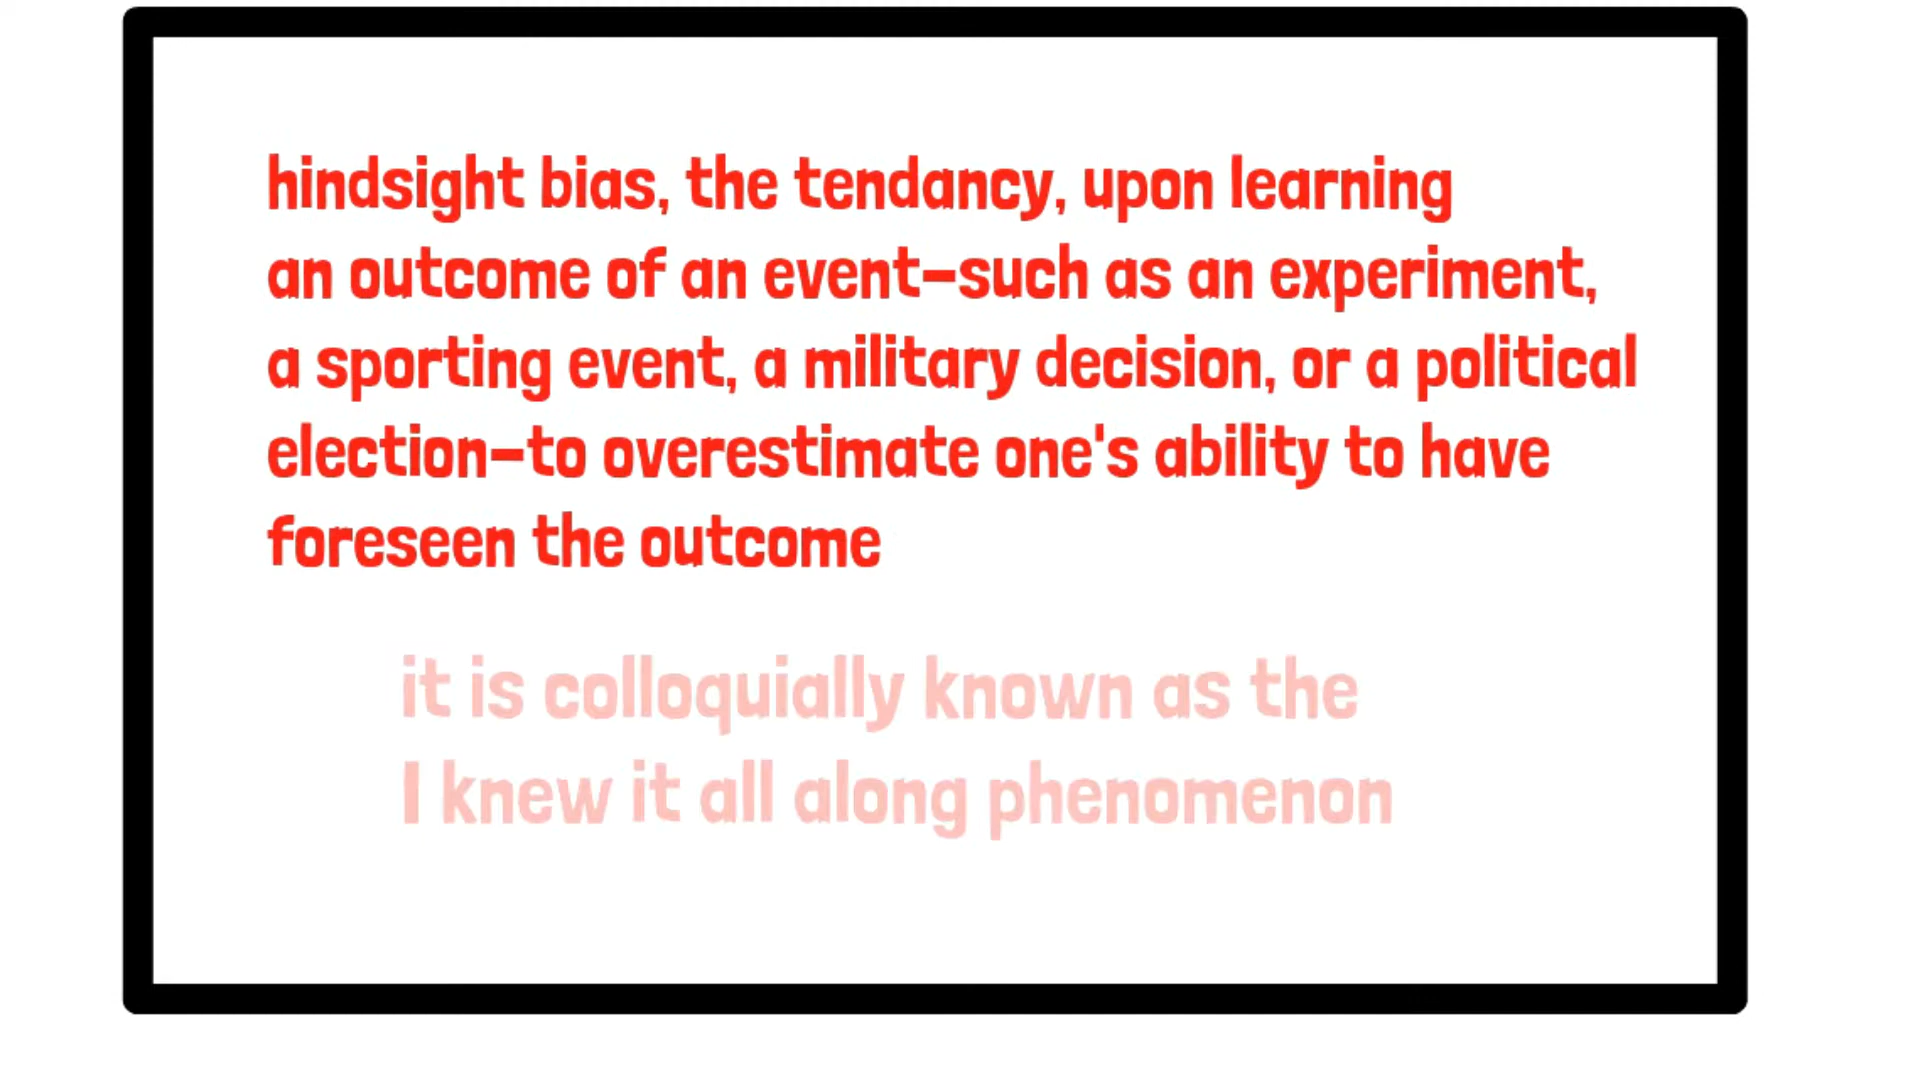 hindsight bias, the tendancy, upon learning
an outcome of an event—such as an experiment,
a sporting event, a military decision, or a political
election—to overestimate one's ability to have
foreseen the outcome
it is colloquially known as the
I knew it all along phenomenon